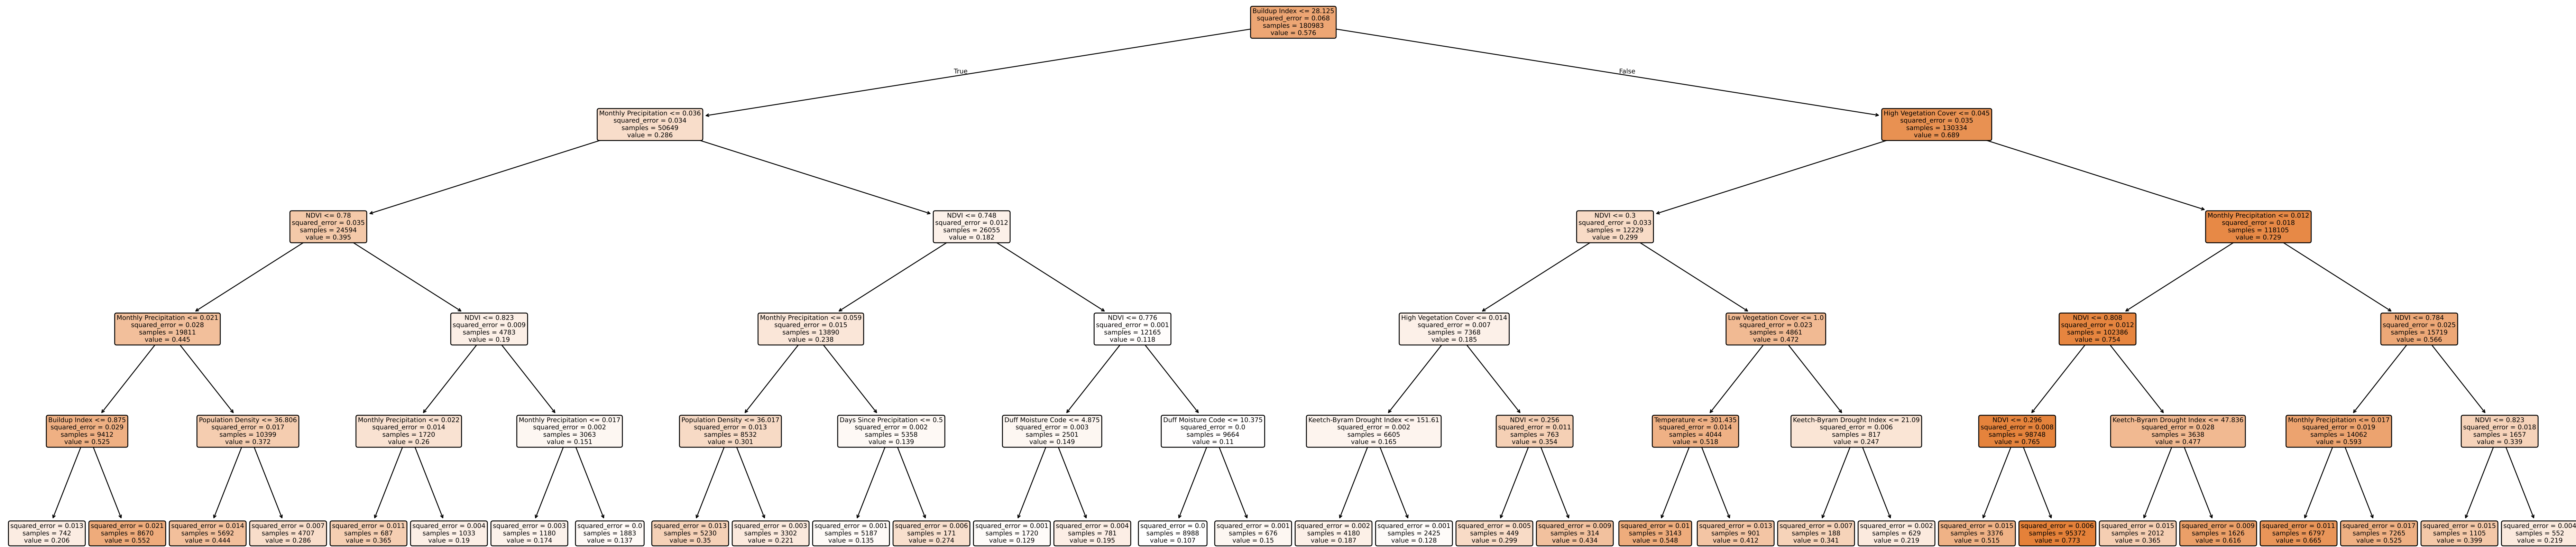 Buildup Index <= 28.125
squared_error = 0.068
samples = 180983
value = 0.576
True
False
Monthly Precipitation <= 0.036
squared_error = 0.034
samples = 50649
value = 0.286
High Vegetation Cover <= 0.045
squared_error = 0.035
samples = 130334
value = 0.689
NDVI <= 0.78
squared_error = 0.035
samples = 24594
value = 0.395
NDVI <= 0.748
squared_error = 0.012
samples = 26055
value = 0.182
NDVI <= 0.3
squared_error = 0.033
samples = 12229
value = 0.299
Monthly Precipitation <= 0.012
squared_error = 0.018
samples = 118105
value = 0.729
Monthly Precipitation <= 0.021
squared_error = 0.028
samples = 19811
value = 0.445
NDVI <= 0.823
squared_error = 0.009
samples = 4783
value = 0.19
Monthly Precipitation <= 0.059
squared_error = 0.015
samples = 13890
value = 0.238
NDVI <= 0.776
squared_error = 0.001
samples = 12165
value = 0.118
High Vegetation Cover <= 0.014
squared_error = 0.007
samples = 7368
value = 0.185
Low Vegetation Cover <= 1.0
squared_error = 0.023
samples = 4861
value = 0.472
NDVI <= 0.808
squared_error = 0.012
samples = 102386
value = 0.754
NDVI <= 0.784
squared_error = 0.025
samples = 15719
value = 0.566
Buildup Index <= 0.875
squared_error = 0.029
samples = 9412
value = 0.525
Population Density <= 36.806
squared_error = 0.017
samples = 10399
value = 0.372
Monthly Precipitation <= 0.022
squared_error = 0.014
samples = 1720
value = 0.26
Monthly Precipitation <= 0.017
squared_error = 0.002
samples = 3063
value = 0.151
Population Density <= 36.017
squared_error = 0.013
samples = 8532
value = 0.301
Days Since Precipitation <= 0.5
squared_error = 0.002
samples = 5358
value = 0.139
Duff Moisture Code <= 4.875
squared_error = 0.003
samples = 2501
value = 0.149
Duff Moisture Code <= 10.375
squared_error = 0.0
samples = 9664
value = 0.11
Keetch-Byram Drought Index <= 151.61
squared_error = 0.002
samples = 6605
value = 0.165
NDVI <= 0.256
squared_error = 0.011
samples = 763
value = 0.354
Temperature <= 301.435
squared_error = 0.014
samples = 4044
value = 0.518
Keetch-Byram Drought Index <= 21.09
squared_error = 0.006
samples = 817
value = 0.247
NDVI <= 0.296
squared_error = 0.008
samples = 98748
value = 0.765
Keetch-Byram Drought Index <= 47.836
squared_error = 0.028
samples = 3638
value = 0.477
Monthly Precipitation <= 0.017
squared_error = 0.019
samples = 14062
value = 0.593
NDVI <= 0.823
squared_error = 0.018
samples = 1657
value = 0.339
squared_error = 0.013
samples = 742
value = 0.206
squared_error = 0.021
samples = 8670
value = 0.552
squared_error = 0.014
samples = 5692
value = 0.444
squared_error = 0.007
samples = 4707
value = 0.286
squared_error = 0.011
samples = 687
value = 0.365
squared_error = 0.004
samples = 1033
value = 0.19
squared_error = 0.003
samples = 1180
value = 0.174
squared_error = 0.0
samples = 1883
value = 0.137
squared_error = 0.013
samples = 5230
value = 0.35
squared_error = 0.003
samples = 3302
value = 0.221
squared_error = 0.001
samples = 5187
value = 0.135
squared_error = 0.006
samples = 171
value = 0.274
squared_error = 0.001
samples = 1720
value = 0.129
squared_error = 0.004
samples = 781
value = 0.195
squared_error = 0.0
samples = 8988
value = 0.107
squared_error = 0.001
samples = 676
value = 0.15
squared_error = 0.002
samples = 4180
value = 0.187
squared_error = 0.001
samples = 2425
value = 0.128
squared_error = 0.005
samples = 449
value = 0.299
squared_error = 0.009
samples = 314
value = 0.434
squared_error = 0.01
samples = 3143
value = 0.548
squared_error = 0.013
samples = 901
value = 0.412
squared_error = 0.007
samples = 188
value = 0.341
squared_error = 0.002
samples = 629
value = 0.219
squared_error = 0.015
samples = 3376
value = 0.515
squared_error = 0.006
samples = 95372
value = 0.773
squared_error = 0.015
samples = 2012
value = 0.365
squared_error = 0.009
samples = 1626
value = 0.616
squared_error = 0.011
samples = 6797
value = 0.665
squared_error = 0.017
samples = 7265
value = 0.525
squared_error = 0.015
samples = 1105
value = 0.399
squared_error = 0.004
samples = 552
value = 0.219